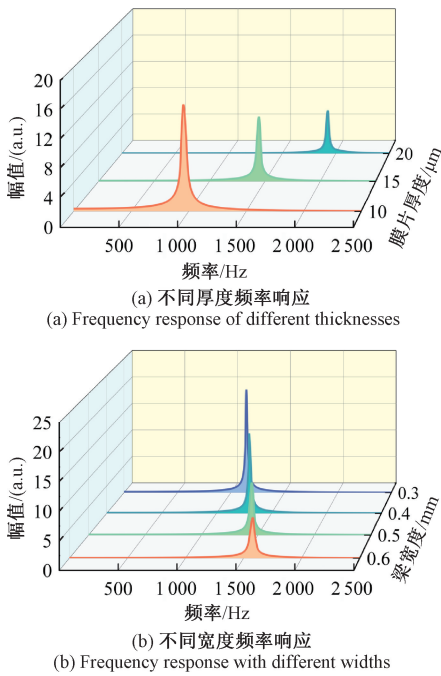 20
16
12
8
4
0
幅值/(a.u.)
500
1 000
1 500
2 000
2 500
频率/Hz
10
15
20
膜片厚度/μm
(a) 不同厚度频率响应
(a) Frequency response of different thicknesses
25
20
15
10
5
0
幅值/(a.u.)
500
1 000
1 500
2 000
2 500
频率/Hz
0.3
0.4
0.5
0.6
梁宽度/mm
(b) 不同宽度频率响应
(b) Frequency response with different widths